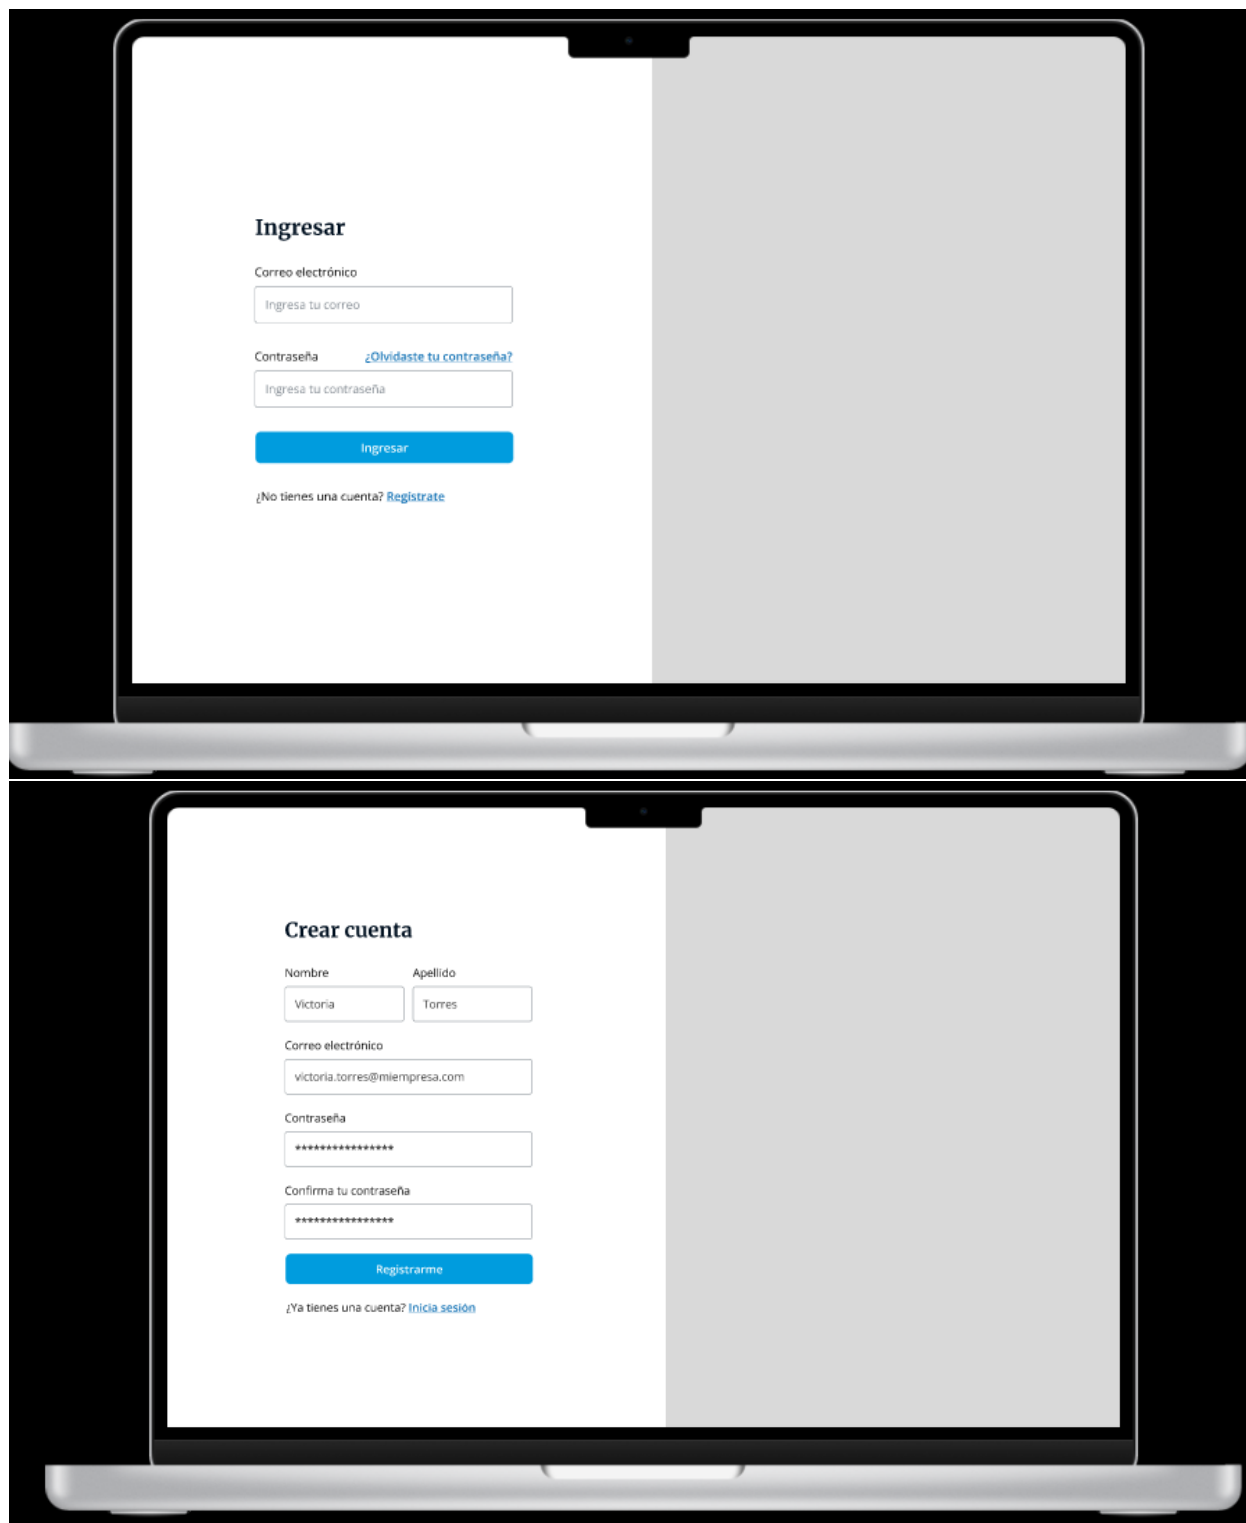 Ingresar
Correo electrónico
Ingresa tu correo
Contraseña ¿Olvidaste tu contraseña?
Ingresa tu contraseña
Ingresar
¿No tienes una cuenta? Regístrate
Crear cuenta
Nombre Apellido
Victoria Torres
Correo electrónico
victoria.torres@miempresa.com
Contraseña
****************
Confirma tu contraseña
****************
Registrarme
¿Ya tienes una cuenta? Inicia sesión